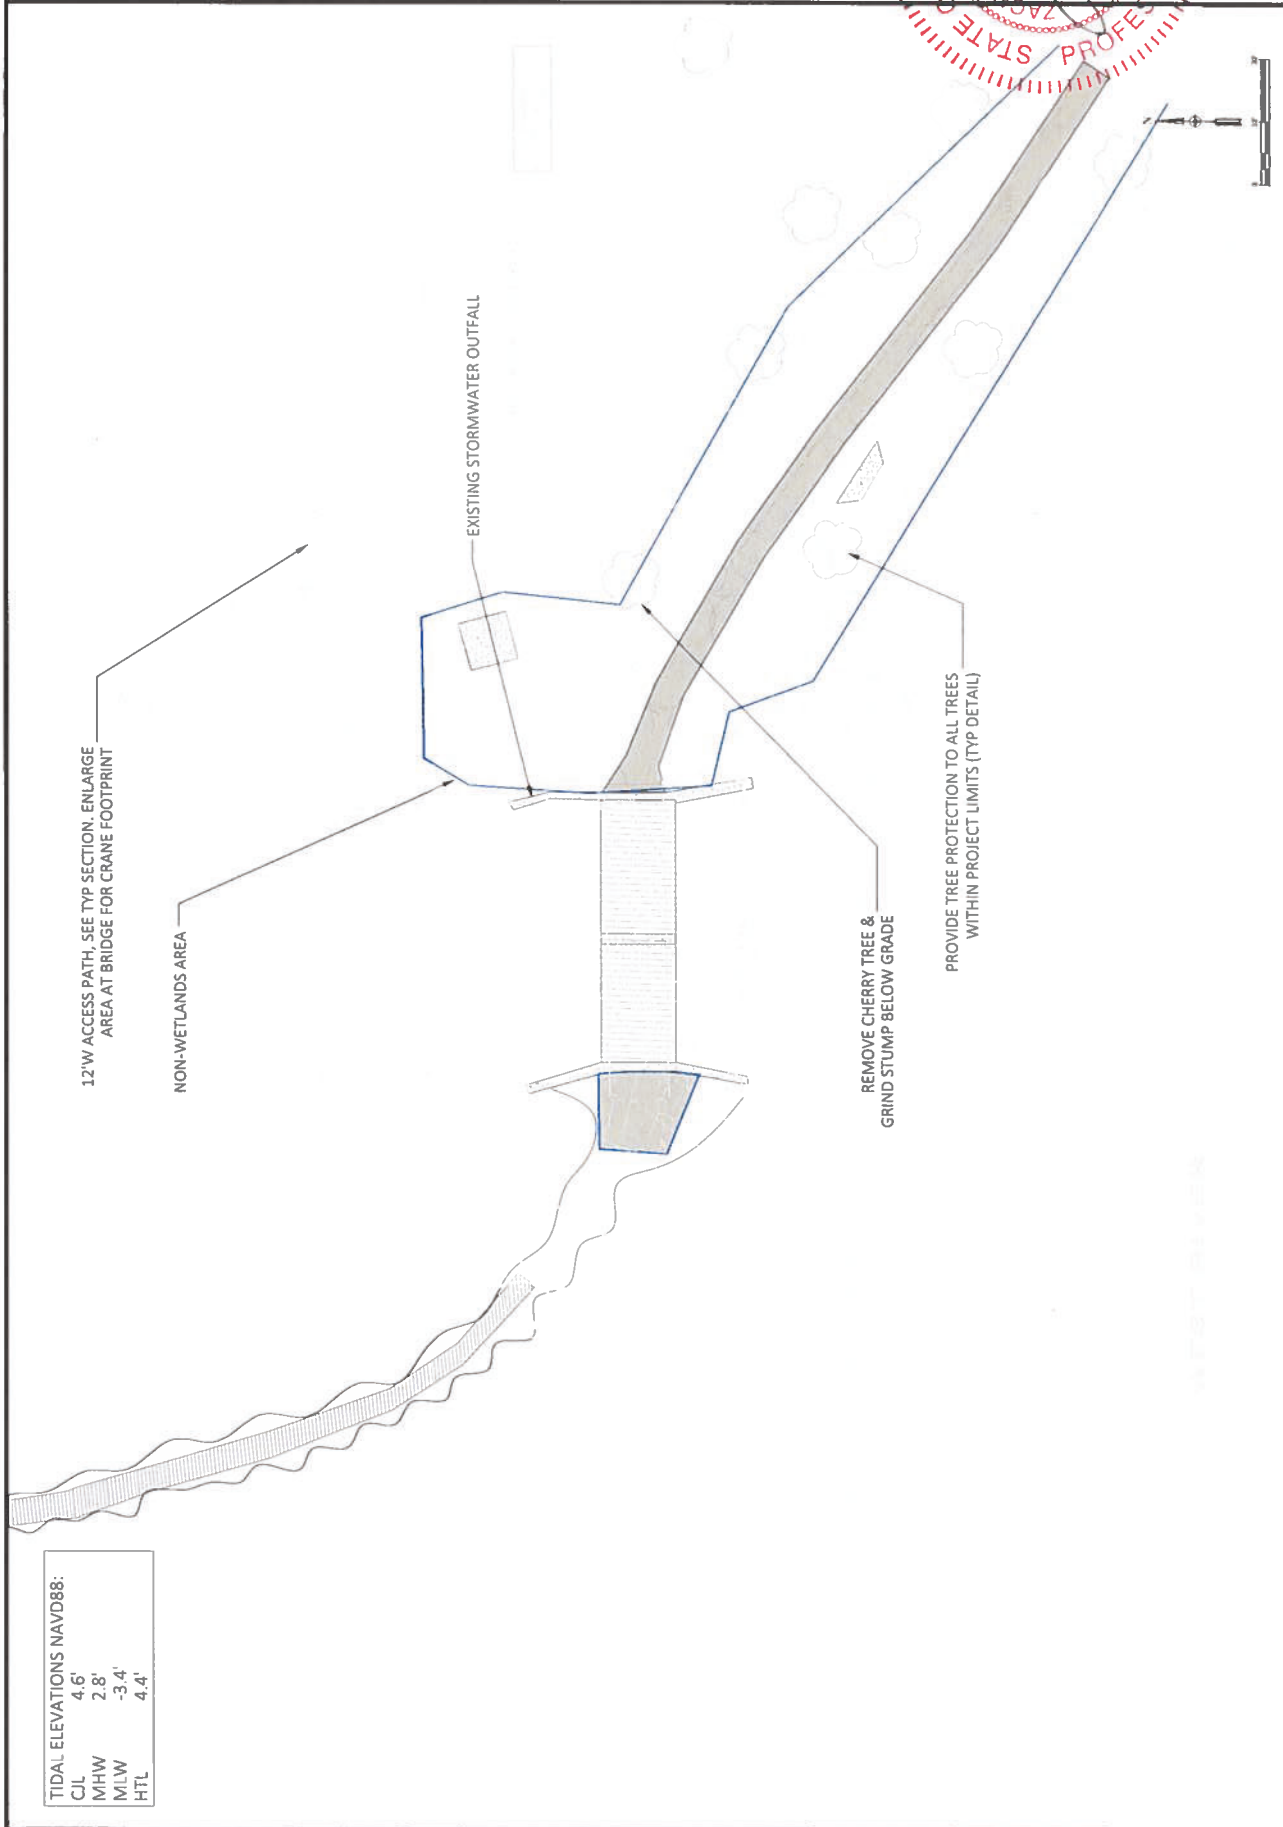 TIDAL ELEVATIONS NAVD88:
CJL 4.6'
MHW 2.8'
MLW -3.4'
HTL 4.4'
12'W ACCESS PATH, SEE TYP SECTION. ENLARGE
AREA AT BRIDGE FOR CRANE FOOTPRINT
NON-WETLANDS AREA
EXISTING STORMWATER OUTFALL
REMOVE CHERRY TREE &
GRIND STUMP BELOW GRADE
PROVIDE TREE PROTECTION TO ALL TREES
WITHIN PROJECT LIMITS (TYP DETAIL)
STATE
PROFES
ZAC
N